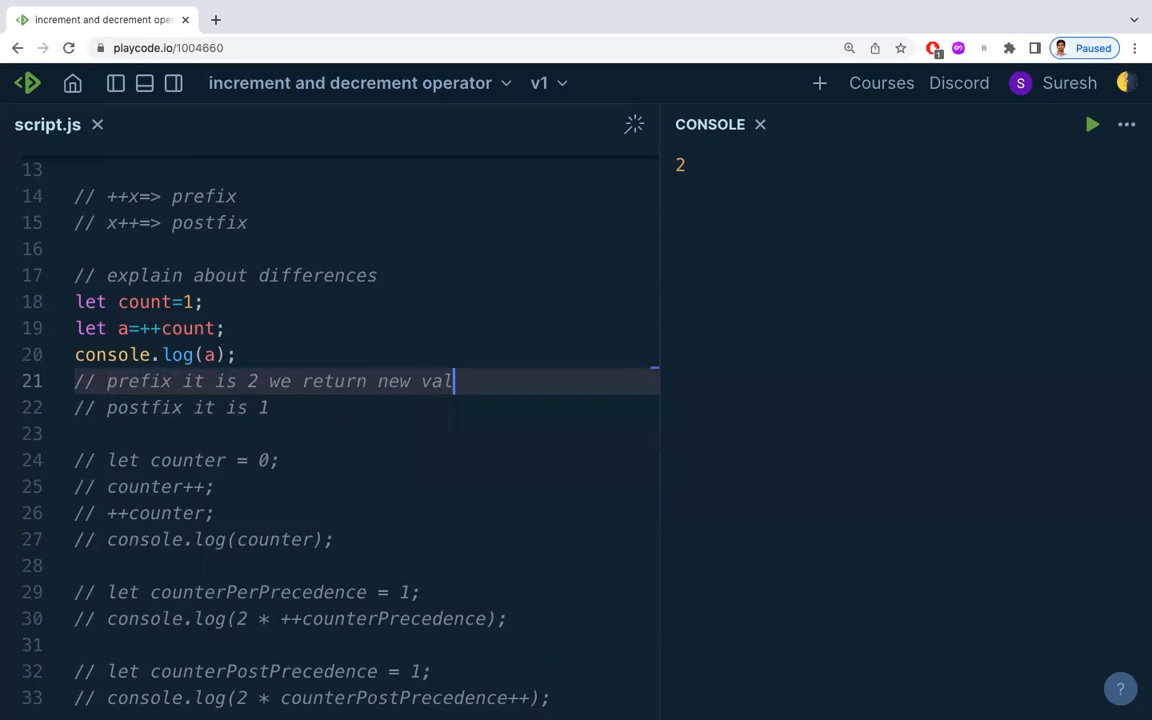 increment and decrement oper
playcode.io/1004660
1
Paused
increment and decrement operator
v1
Courses
Discord
S
Suresh
script.js
CONSOLE
2
13
14 // ++x=> prefix
15 // x++=> postfix
16
17 // explain about differences
18 let count=1;
19 let a=++count;
20 console.log(a);
21 // prefix it is 2 we return new val
22 // postfix it is 1
23
24 // let counter = 0;
25 // counter++;
26 // ++counter;
27 // console.log(counter);
28
29 // let counterPerPrecedence = 1;
30 // console.log(2 * ++counterPrecedence);
31
32 // let counterPostPrecedence = 1;
33 // console.log(2 * counterPostPrecedence++);
?